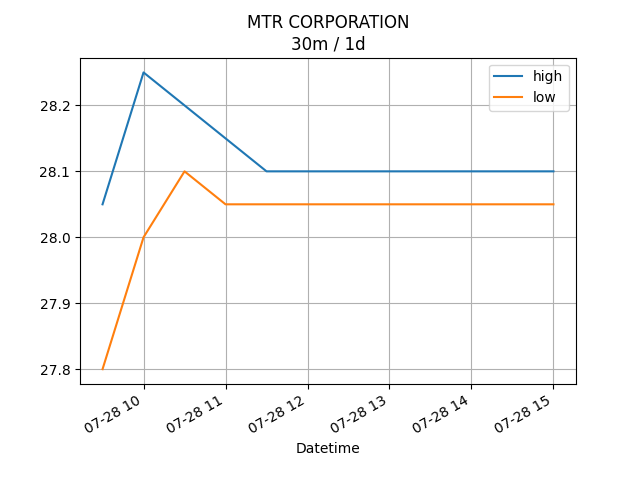 MTR CORPORATION
30m / 1d
high
low
28.2
28.1
28.0
27.9
27.8
07-28 10
07-28 11
07-28 12
07-28 13
07-28 14
07-28 15
Datetime